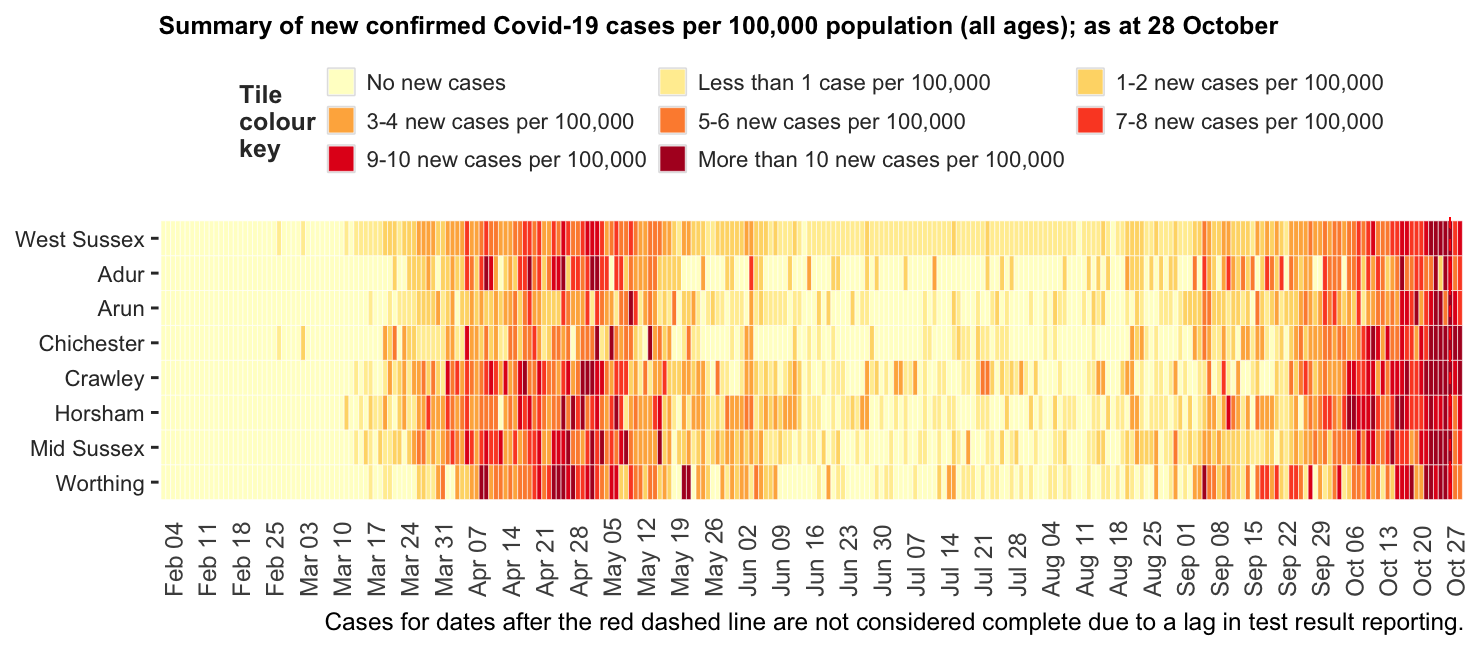 Summary of new confirmed Covid-19 cases per 100,000 population (all ages); as at 28 October
Tile
colour
key
No new cases
Less than 1 case per 100,000
1-2 new cases per 100,000
3-4 new cases per 100,000
5-6 new cases per 100,000
7-8 new cases per 100,000
9-10 new cases per 100,000
More than 10 new cases per 100,000
West Sussex
Adur
Arun
Chichester
Crawley
Horsham
Mid Sussex
Worthing
Feb 04
Feb 11
Feb 18
Feb 25
Mar 03
Mar 10
Mar 17
Mar 24
Mar 31
Apr 07
Apr 14
Apr 21
Apr 28
May 05
May 12
May 19
May 26
Jun 02
Jun 09
Jun 16
Jun 23
Jun 30
Jul 07
Jul 14
Jul 21
Jul 28
Aug 04
Aug 11
Aug 18
Aug 25
Sep 01
Sep 08
Sep 15
Sep 22
Sep 29
Oct 06
Oct 13
Oct 20
Oct 27
Cases for dates after the red dashed line are not considered complete due to a lag in test result reporting.